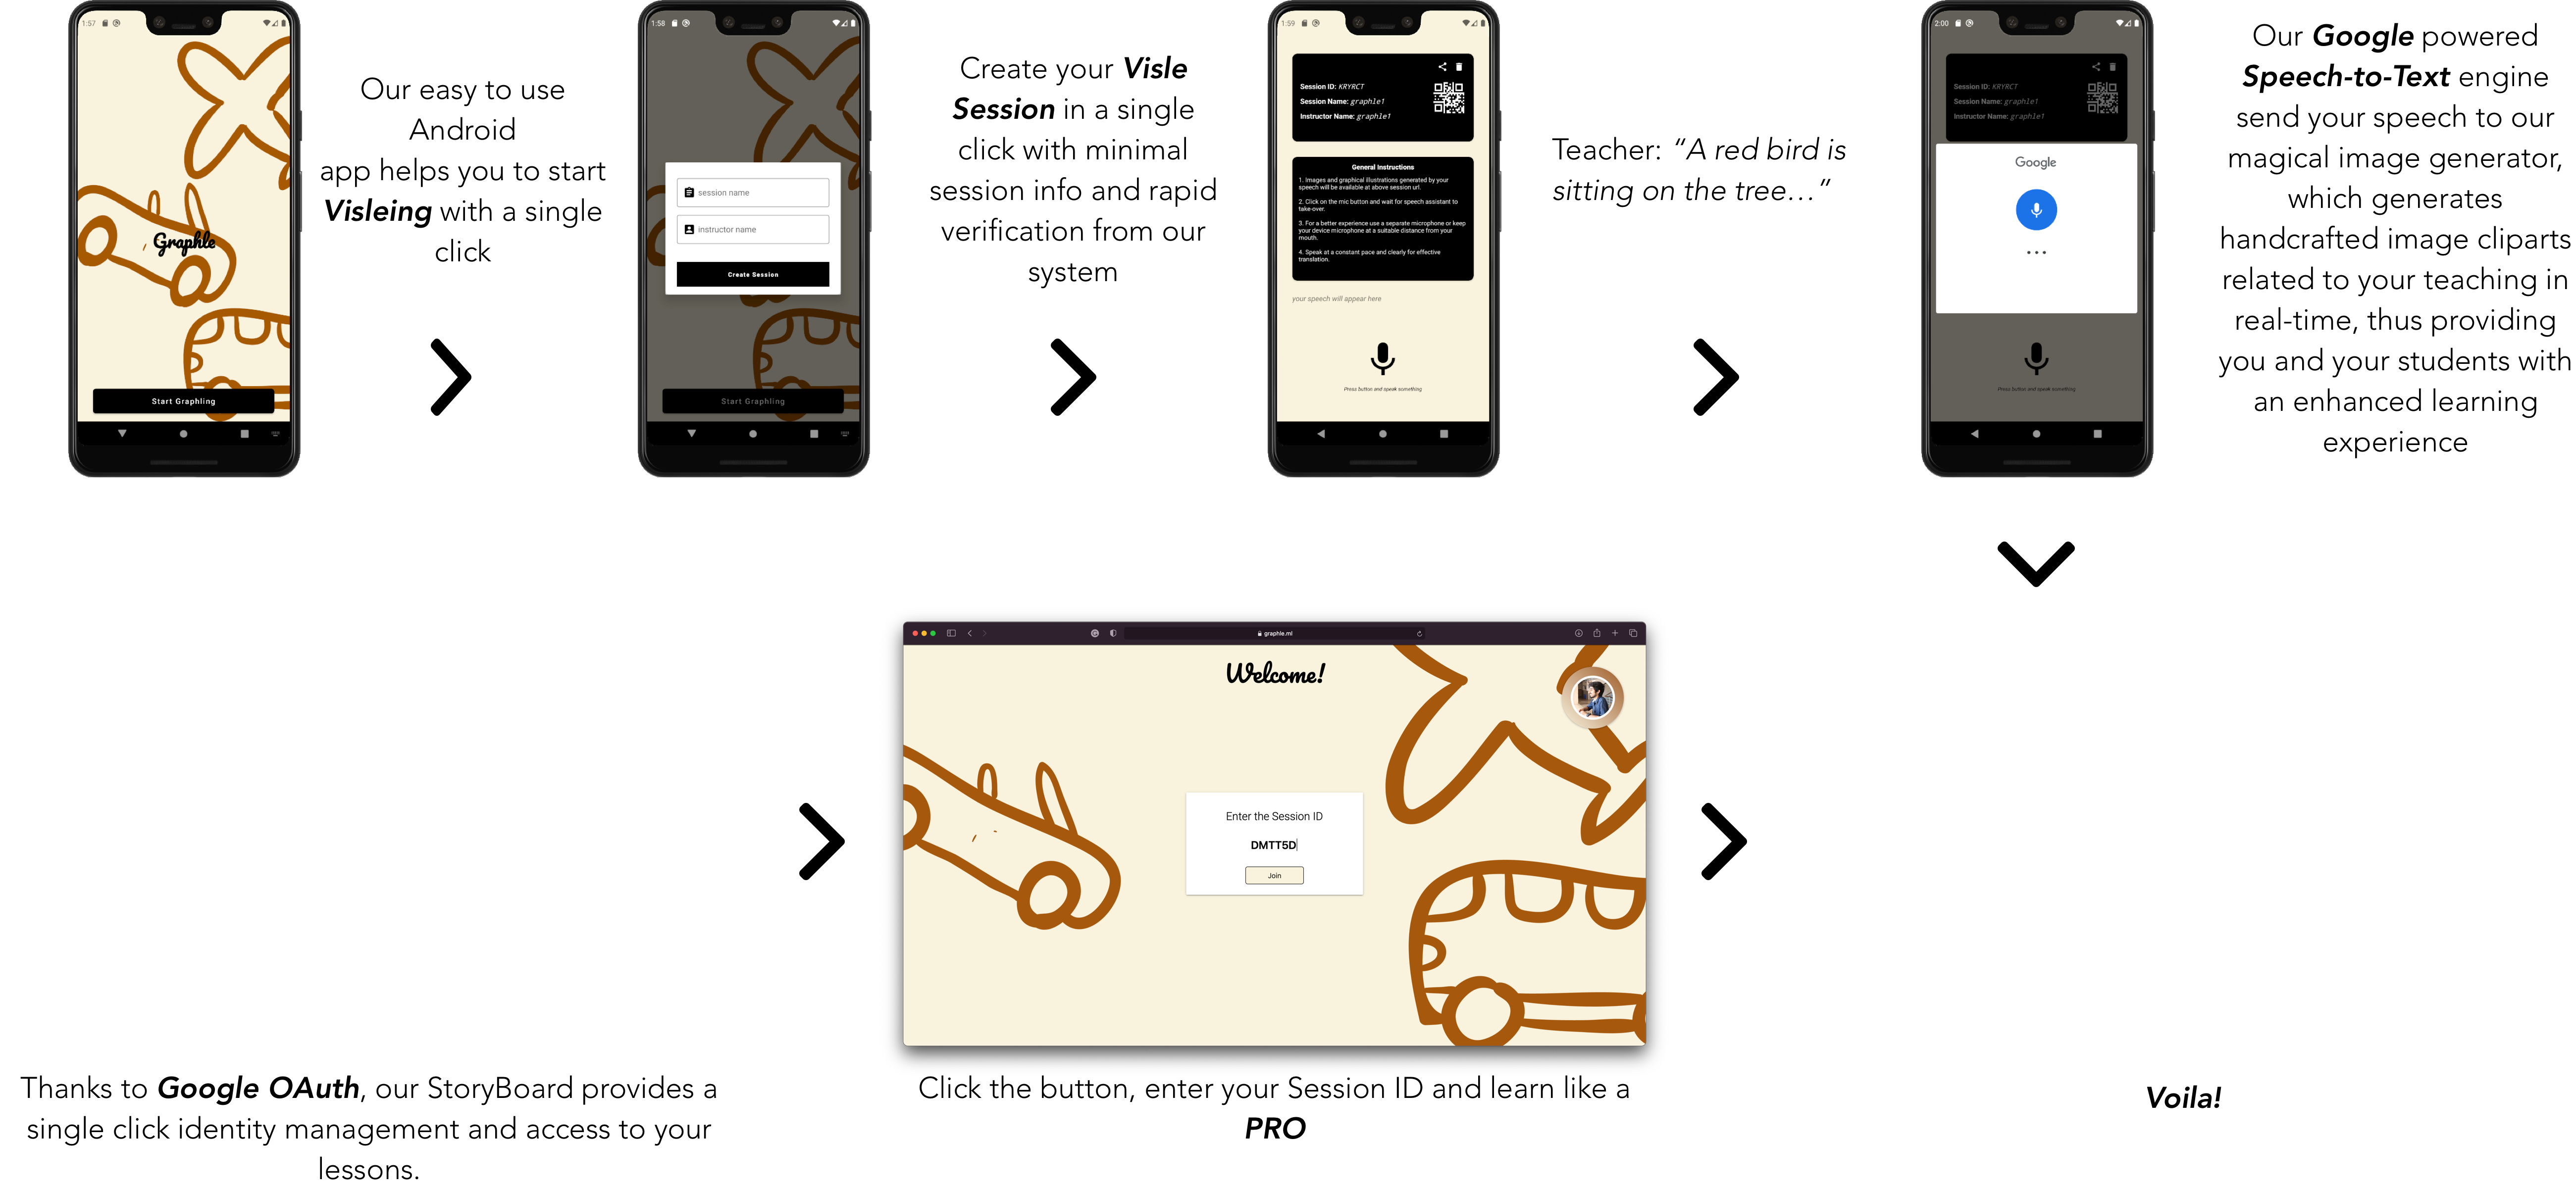 1:57
Graphle
Start Graphling
Our easy to use
Android
app helps you to start
Visleing with a single
click
1:58
session name
instructor name
Create Session
Start Graphling
Create your Visle
Session in a single
click with minimal
session info and rapid
verification from our
system
1:59
Session ID: KRYRCT
Session Name: graphle1
Instructor Name: graphle1
General Instructions
1. Images and graphical illustrations generated by your
speech will be available at above session url.
2. Click on the mic button and wait for speech assistant to
take-over.
3. For a better experience use a separate microphone or keep
your device microphone at a suitable distance from your
mouth.
4. Speak at a constant pace and clearly for effective
translation.
your speech will appear here
Press button and speak something
Teacher: “A red bird is
sitting on the tree…”
2:00
Session ID: KRYRCT
Session Name: graphle1
Instructor Name: graphle1
Google
Press button and speak something
Our Google powered
Speech-to-Text engine
send your speech to our
magical image generator,
which generates
handcrafted image cliparts
related to your teaching in
real-time, thus providing
you and your students with
an enhanced learning
experience
graphle.ml
Welcome!
Enter the Session ID
DMTT5D
Join
Thanks to Google OAuth, our StoryBoard provides a
single click identity management and access to your
lessons.
Click the button, enter your Session ID and learn like a
PRO
Voila!